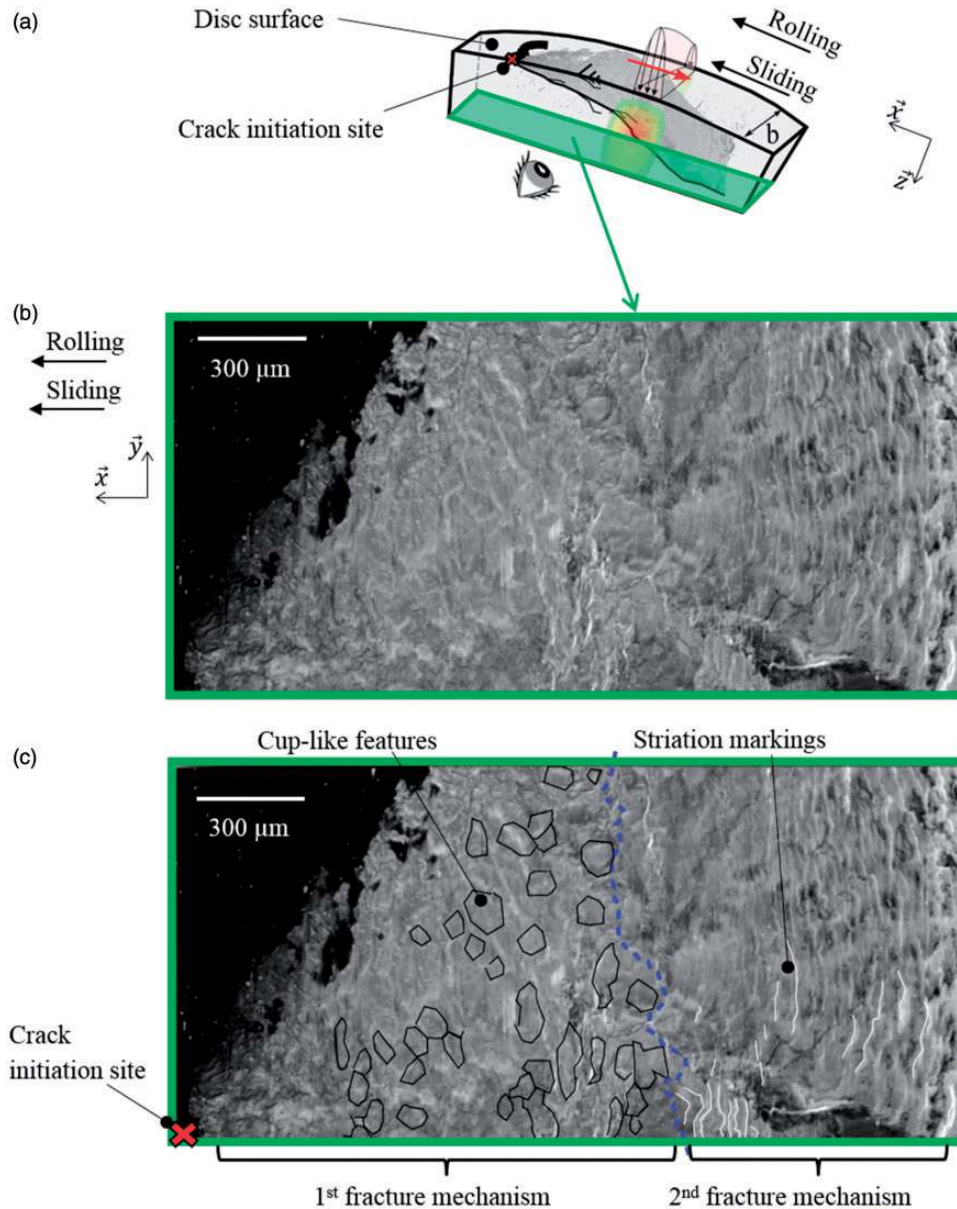 (a)
Disc surface
Rolling
Sliding
Crack initiation site
b
x⃗
z⃗
(b)
Rolling
Sliding
300 µm
y⃗
x⃗
(c)
Cup-like features
Striation markings
300 µm
Crack
initiation site
1st fracture mechanism
2nd fracture mechanism